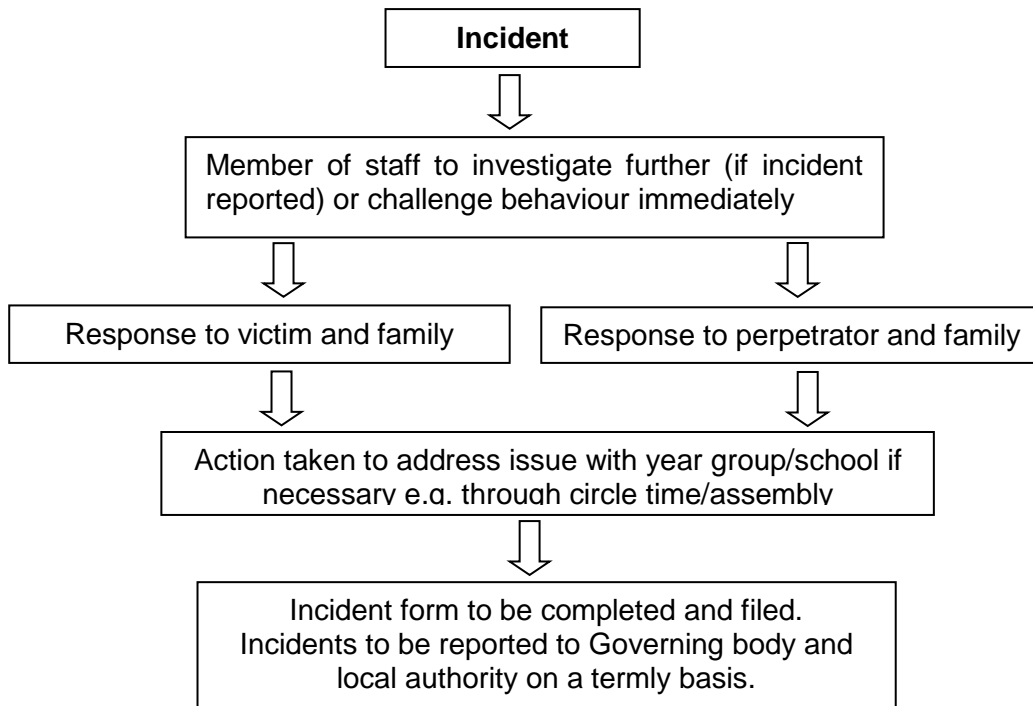 Incident
Member of staff to investigate further (if incident
reported) or challenge behaviour immediately
Response to victim and family
Response to perpetrator and family
Action taken to address issue with year group/school if
necessary e.g. through circle time/assembly
Incident form to be completed and filed.
Incidents to be reported to Governing body and
local authority on a termly basis.